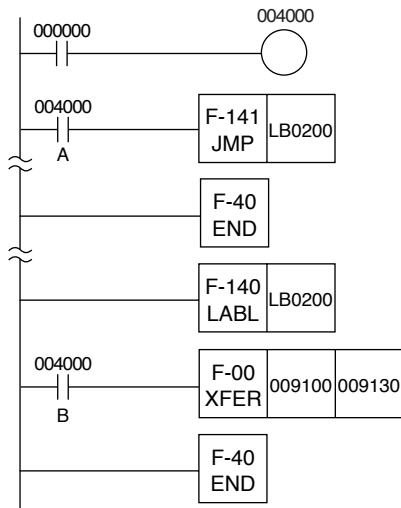 004000
000000
004000
F-141
JMP
LB0200
A
F-40
END
F-140
LABL
LB0200
004000
F-00
XFER
009100
009130
B
F-40
END